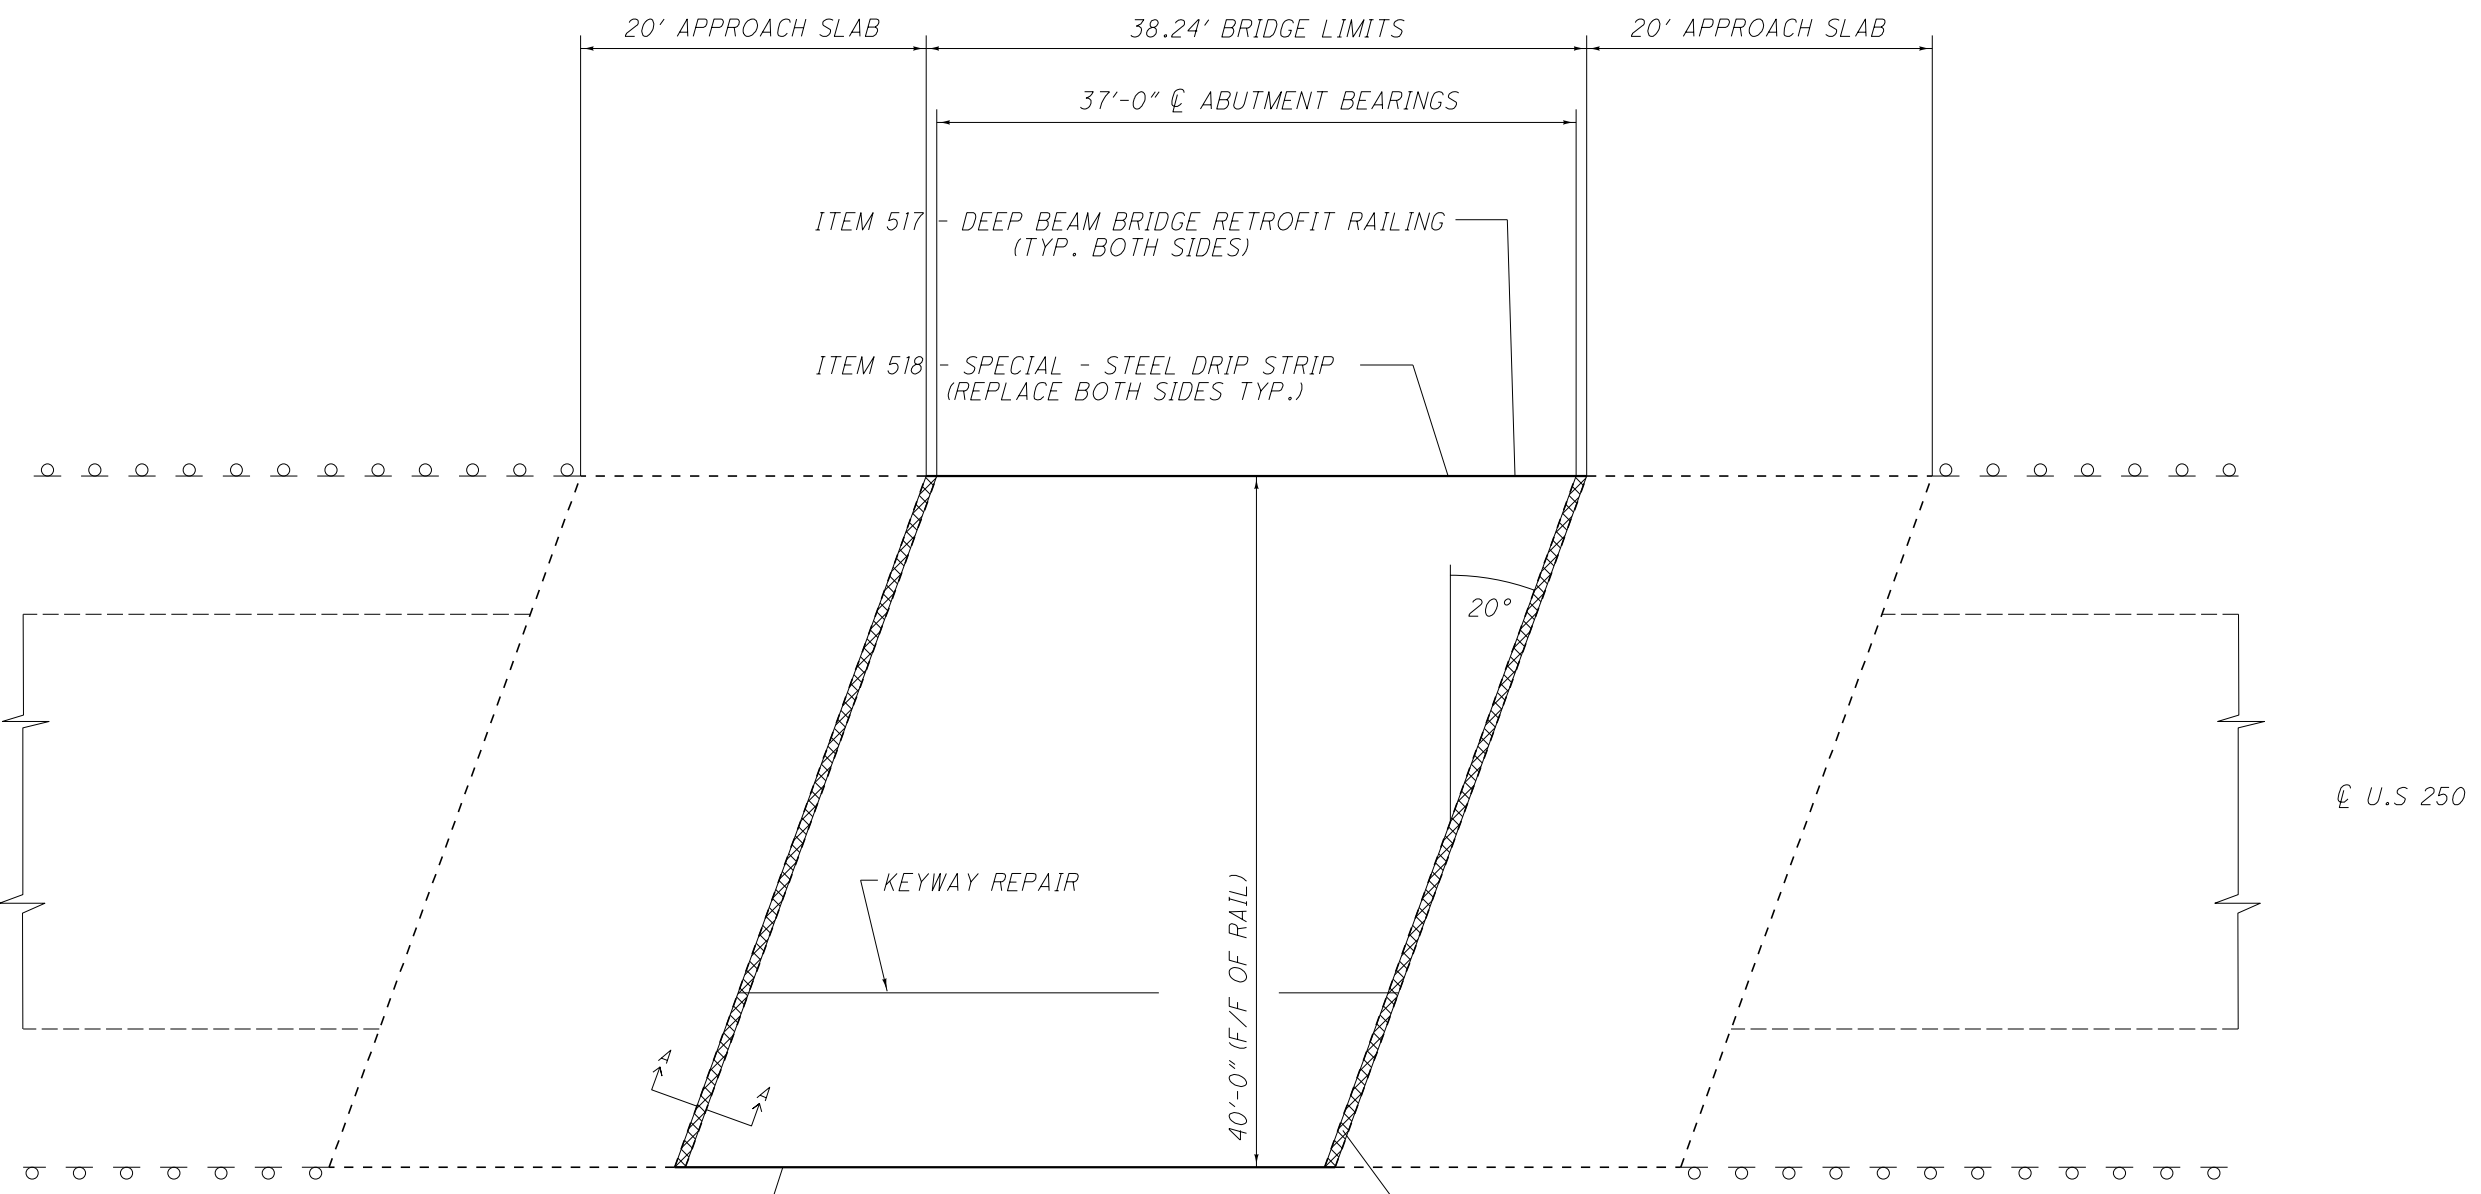 20' APPROACH SLAB
38.24' BRIDGE LIMITS
20' APPROACH SLAB
37'-0" ℄ ABUTMENT BEARINGS
ITEM 517 - DEEP BEAM BRIDGE RETROFIT RAILING
(TYP. BOTH SIDES)
ITEM 518 - SPECIAL - STEEL DRIP STRIP
(REPLACE BOTH SIDES TYP.)
20°
℄ U.S 250
KEYWAY REPAIR
40'-0" (F/F OF RAIL)
A
A